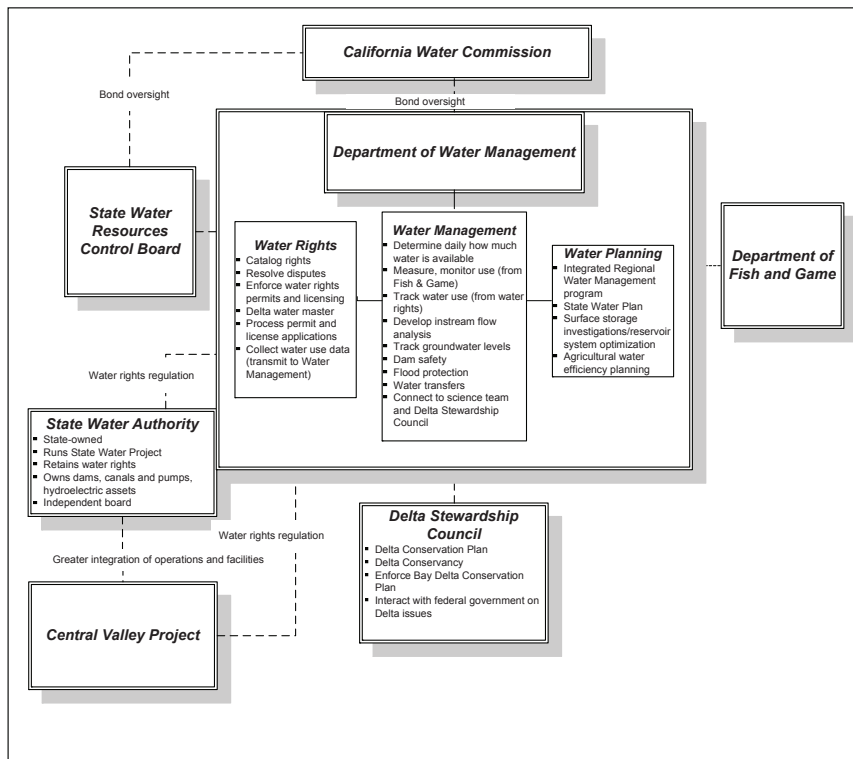 California Water Commission
Bond oversight
Bond oversight
Department of Water Management
State Water
Resources
Control Board
Water Rights
▪ Catalog rights
▪ Resolve disputes
▪ Enforce water rights
permits and licensing
▪ Delta water master
▪ Process permit and
license applications
▪ Collect water use data
(transmit to Water
Management)
Water Management
▪ Determine daily how much
water is available
▪ Measure, monitor use (from
Fish & Game)
▪ Track water use (from water
rights)
▪ Develop instream flow
analysis
▪ Track groundwater levels
▪ Dam safety
▪ Flood protection
▪ Water transfers
▪ Connect to science team
and Delta Stewardship
Council
Water Planning
▪ Integrated Regional
Water Management
program
▪ State Water Plan
▪ Surface storage
investigations/reservoir
system optimization
▪ Agricultural water
efficiency planning
Department of
Fish and Game
Water rights regulation
State Water Authority
▪ State-owned
▪ Runs State Water Project
▪ Retains water rights
▪ Owns dams, canals and pumps,
hydroelectric assets
▪ Independent board
Water rights regulation
Greater integration of operations and facilities
Delta Stewardship
Council
▪ Delta Conservation Plan
▪ Delta Conservancy
▪ Enforce Bay Delta Conservation
Plan
▪ Interact with federal government on
Delta issues
Central Valley Project